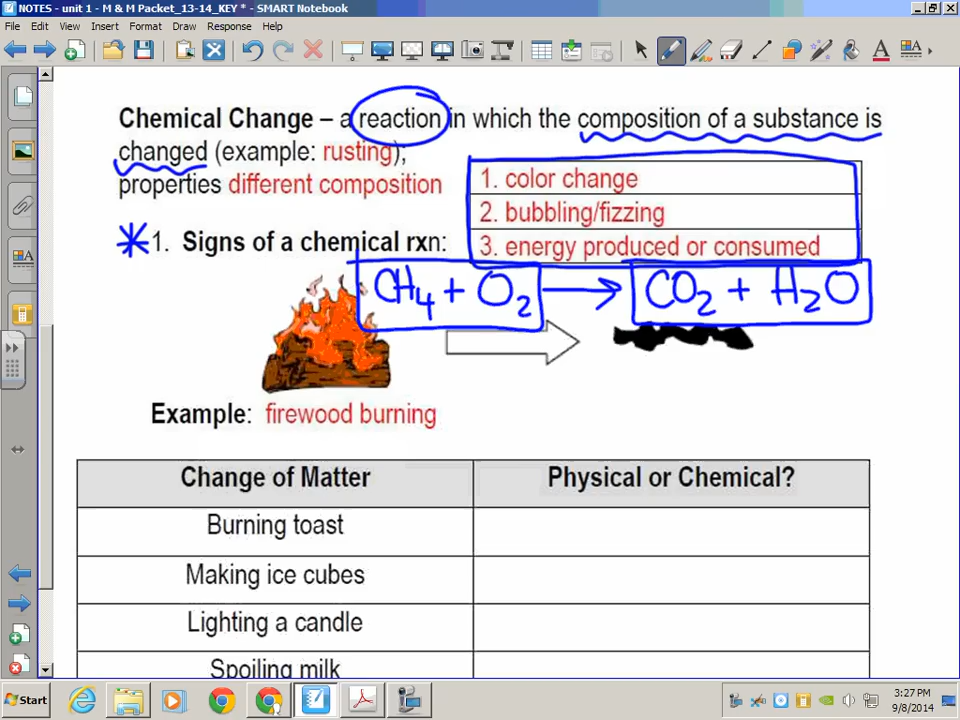 NOTES - unit 1 - M & M Packet_13-14_KEY * - SMART Notebook
File Edit View Insert Format Draw Response Help
Chemical Change – a reaction in which the composition of a substance is
changed (example: rusting),
properties different composition
1. color change
2. bubbling/fizzing
3. energy produced or consumed
*1. Signs of a chemical rxn:
CH4 + O2 → CO2 + H2O
Example: firewood burning
Change of Matter Physical or Chemical?
Burning toast
Making ice cubes
Lighting a candle
Spoiling milk
Start
3:27 PM
9/8/2014